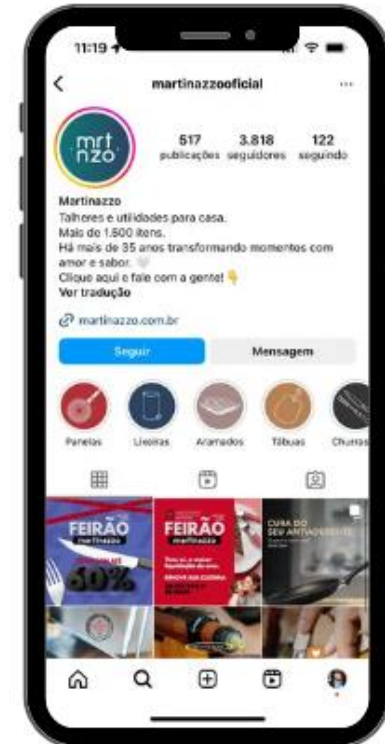 11:19
martinazzooficial
mrt
nzo
517 3.818 122
publicações seguidores seguindo
Martinazzo
Talheres e utilidades para casa.
Mais de 1.500 itens.
Há mais de 35 anos transformando momentos com
amor e sabor.
Clique aqui e fale com a gente!
Ver tradução
martinazzo.com.br
Seguir Mensagem
Panelas Lixeiras Aramados Tábuas Churras
FEIRÃO
martinazzo
60%
FEIRÃO
martinazzo
RENOVE SUA COZINHA
CURA DO
SEU ANTIADERENTE